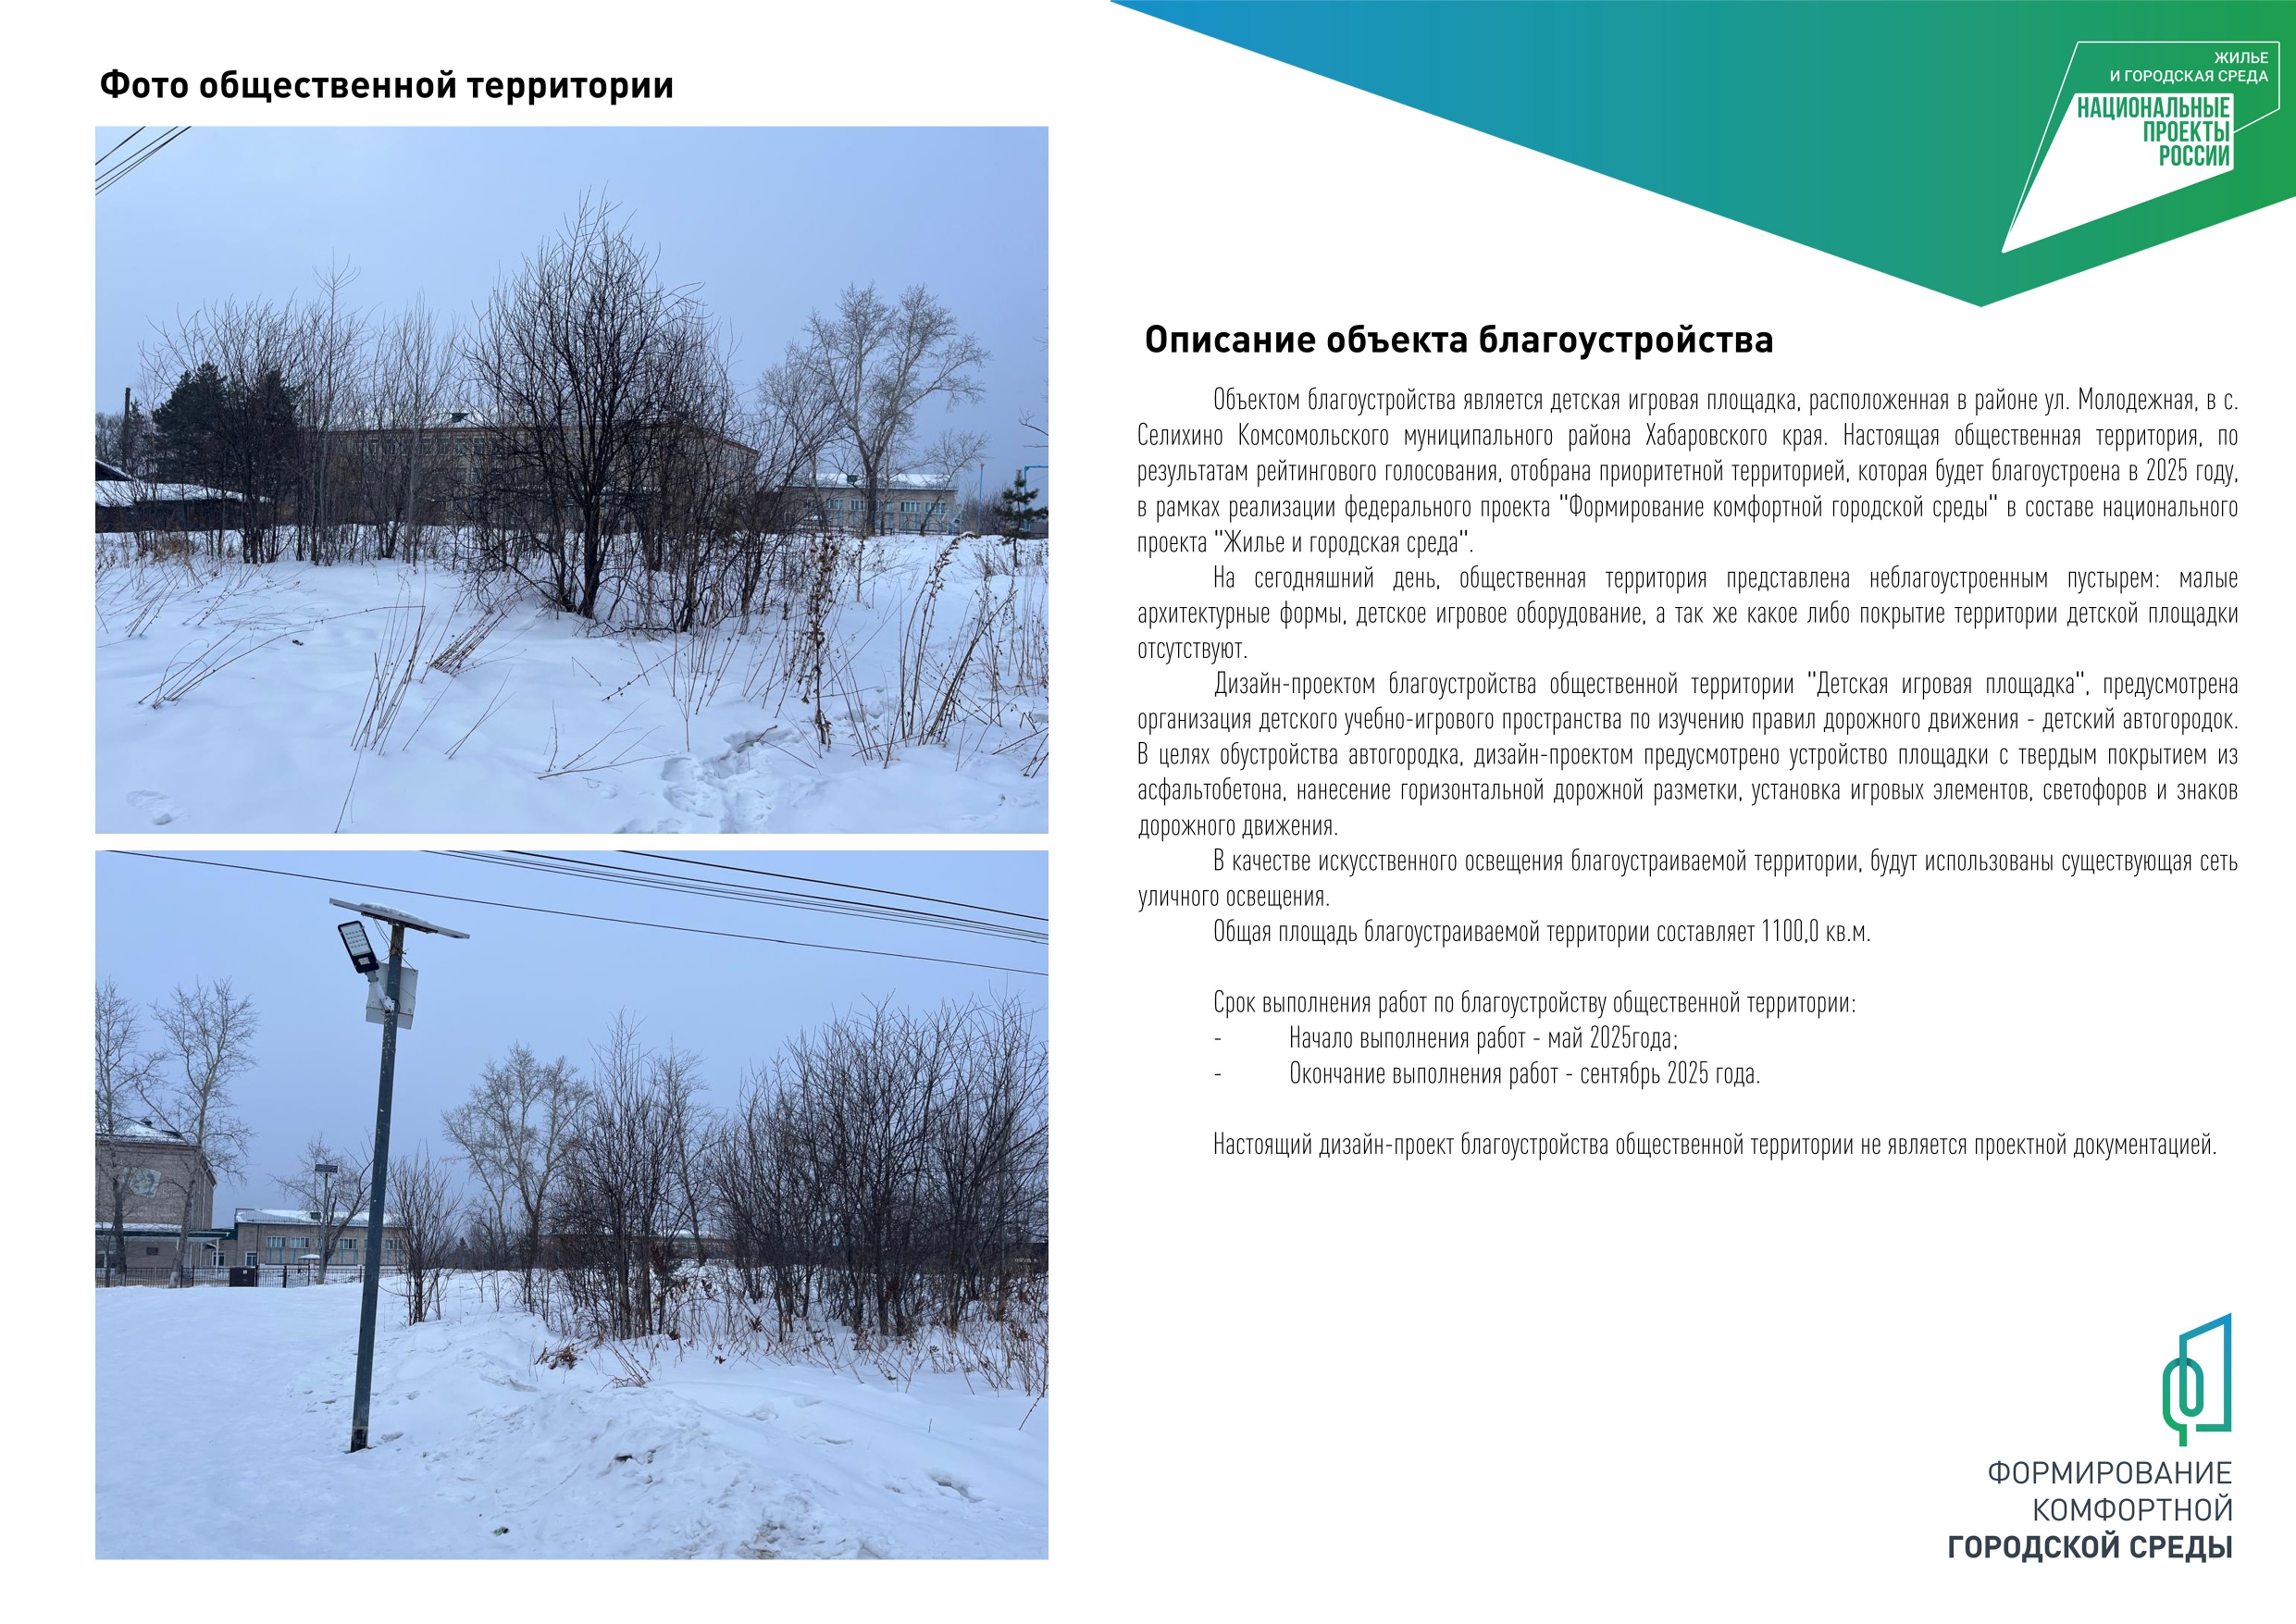 Фото общественной территории
ЖИЛЬЕ
И ГОРОДСКАЯ СРЕДА
НАЦИОНАЛЬНЫЕ
ПРОЕКТЫ
РОССИИ
Описание объекта благоустройства
Объектом благоустройства является детская игровая площадка, расположенная в районе ул. Молодежная, в с.
Селихино Комсомольского муниципального района Хабаровского края. Настоящая общественная территория, по
результатам рейтингового голосования, отобрана приоритетной территорией, которая будет благоустроена в 2025 году,
в рамках реализации федерального проекта "Формирование комфортной городской среды" в составе национального
проекта "Жилье и городская среда".
На сегодняшний день, общественная территория представлена неблагоустроенным пустырем: малые
архитектурные формы, детское игровое оборудование, а так же какое либо покрытие территории детской площадки
отсутствуют.
Дизайн-проектом благоустройства общественной территории "Детская игровая площадка", предусмотрена
организация детского учебно-игрового пространства по изучению правил дорожного движения - детский автогородок.
В целях обустройства автогородка, дизайн-проектом предусмотрено устройство площадки с твердым покрытием из
асфальтобетона, нанесение горизонтальной дорожной разметки, установка игровых элементов, светофоров и знаков
дорожного движения.
В качестве искусственного освещения благоустраиваемой территории, будут использованы существующая сеть
уличного освещения.
Общая площадь благоустраиваемой территории составляет 1100,0 кв.м.
Срок выполнения работ по благоустройству общественной территории:
- Начало выполнения работ - май 2025года;
- Окончание выполнения работ - сентябрь 2025 года.
Настоящий дизайн-проект благоустройства общественной территории не является проектной документацией.
ФОРМИРОВАНИЕ
КОМФОРТНОЙ
ГОРОДСКОЙ СРЕДЫ